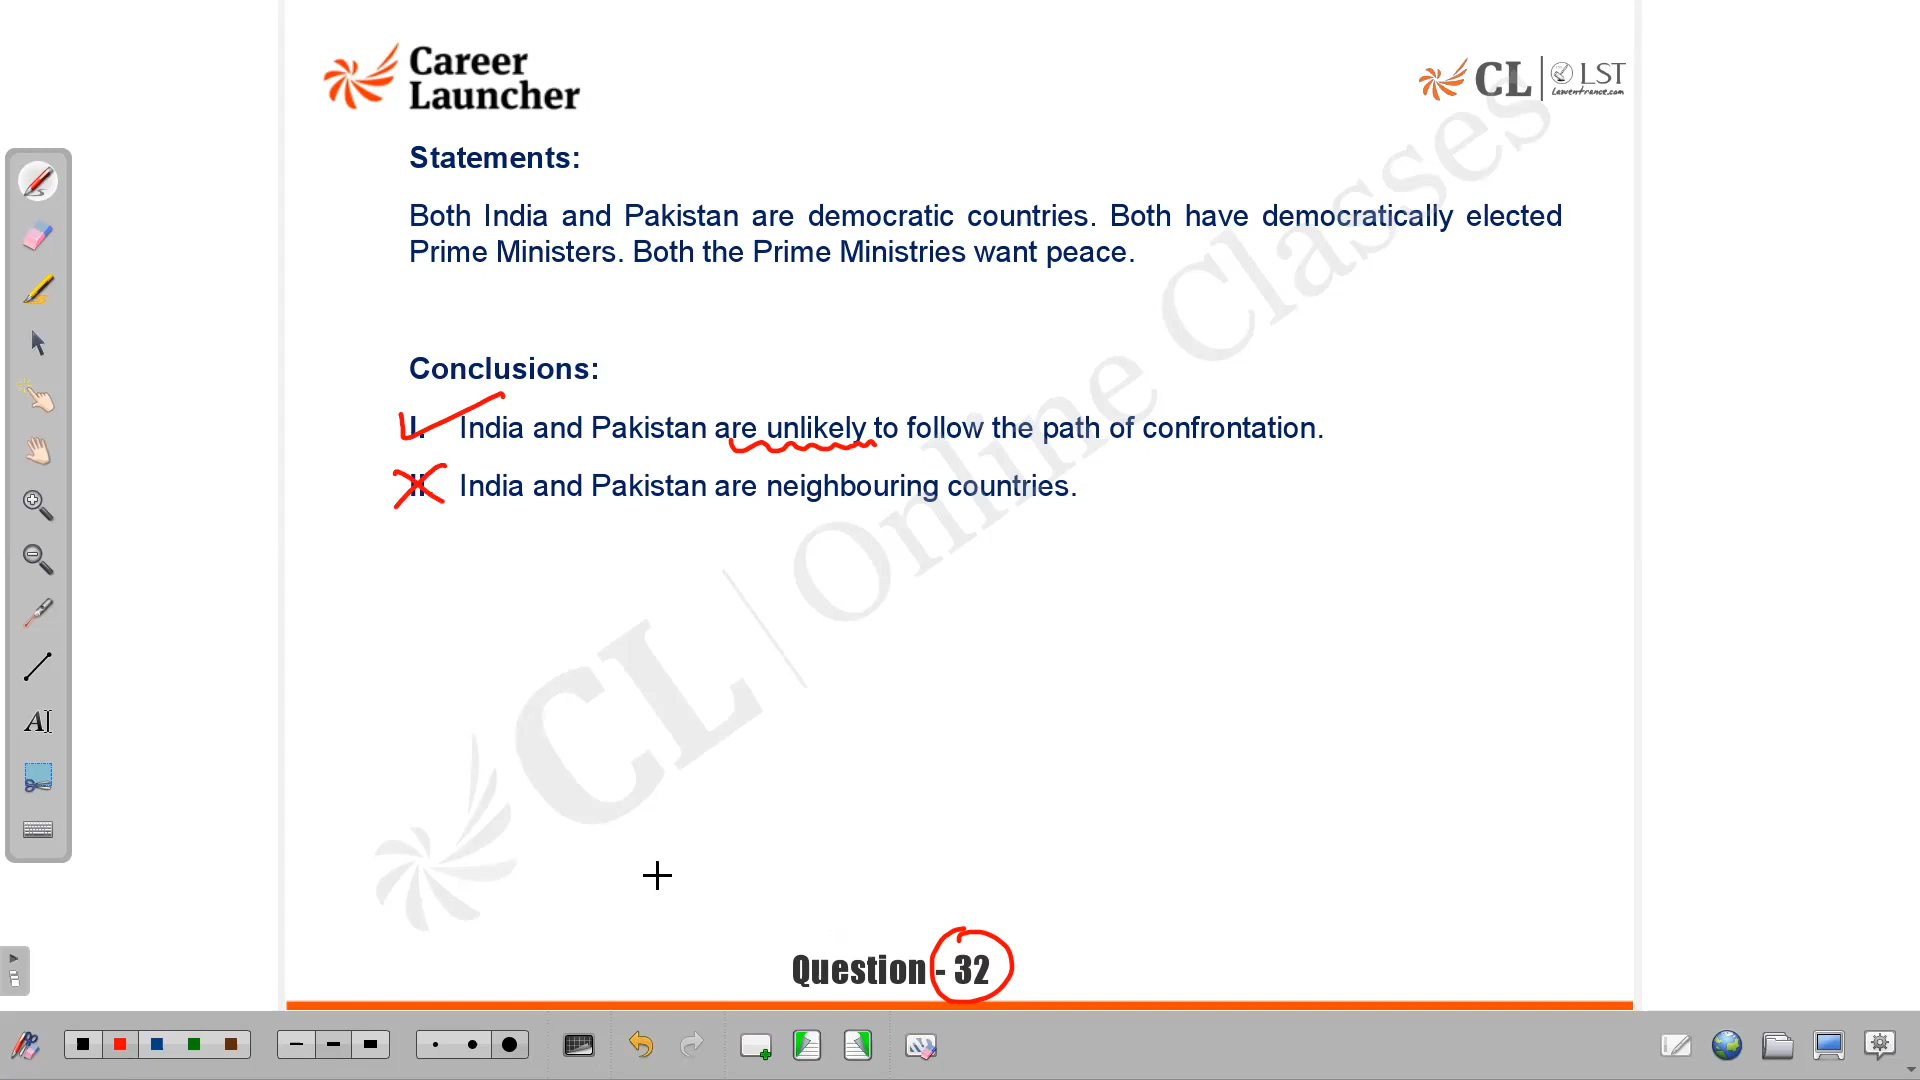 Career
Launcher
CL LST
Lawentrance.com
Statements:
Both India and Pakistan are democratic countries. Both have democratically elected
Prime Ministers. Both the Prime Ministries want peace.
Conclusions:
I. India and Pakistan are unlikely to follow the path of confrontation.
II. India and Pakistan are neighbouring countries.
CL Online Classes
Question - 32